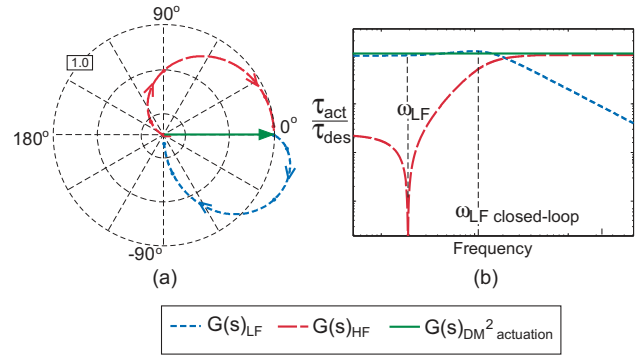 90°
1.0
180°
0°
-90°
(a)
(b)
τact
τdes
ωLF
ωLF closed-loop
Frequency
(b)
G(s)LF
G(s)HF
G(s)DM² actuation